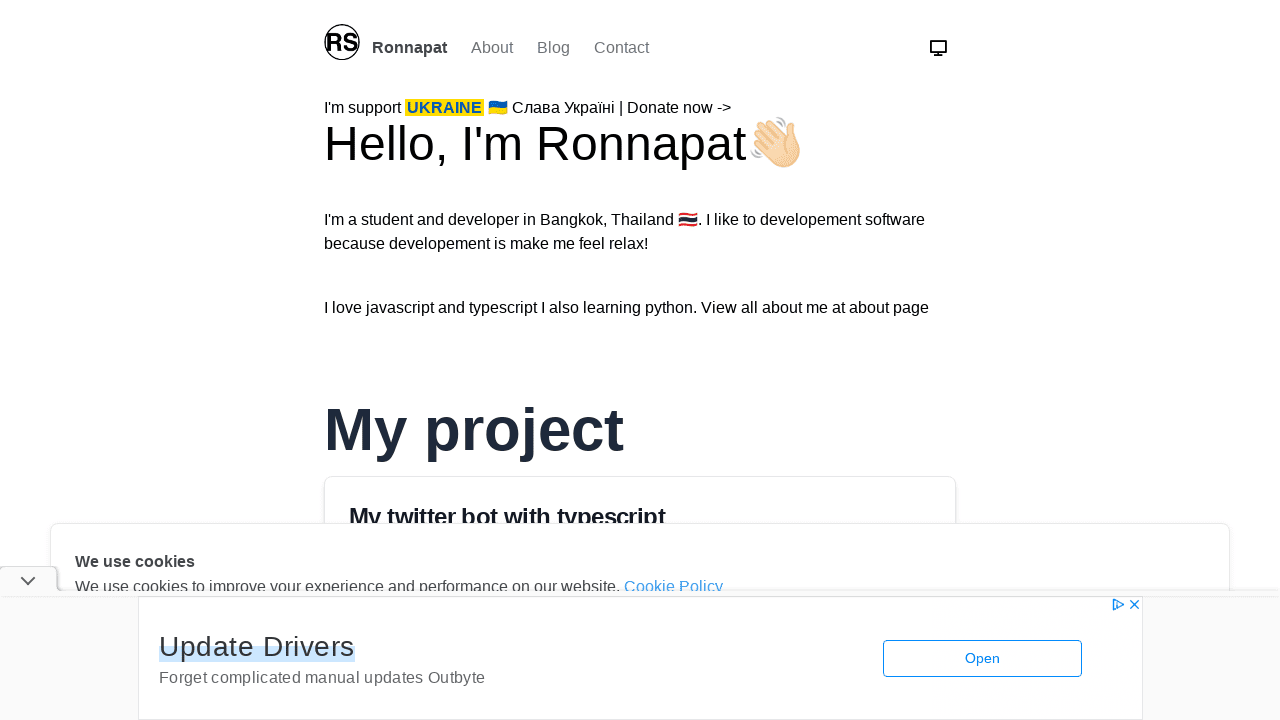 RS Ronnapat About Blog Contact
I'm support UKRAINE 🇺🇦 Слава Україні | Donate now ->
Hello, I'm Ronnapat👋🏻
I'm a student and developer in Bangkok, Thailand 🇹🇭. I like to developement software
because developement is make me feel relax!
I love javascript and typescript I also learning python. View all about me at about page
My project
My twitter bot with typescript
We use cookies
We use cookies to improve your experience and performance on our website. Cookie Policy
Update Drivers
Forget complicated manual updates Outbyte
Open